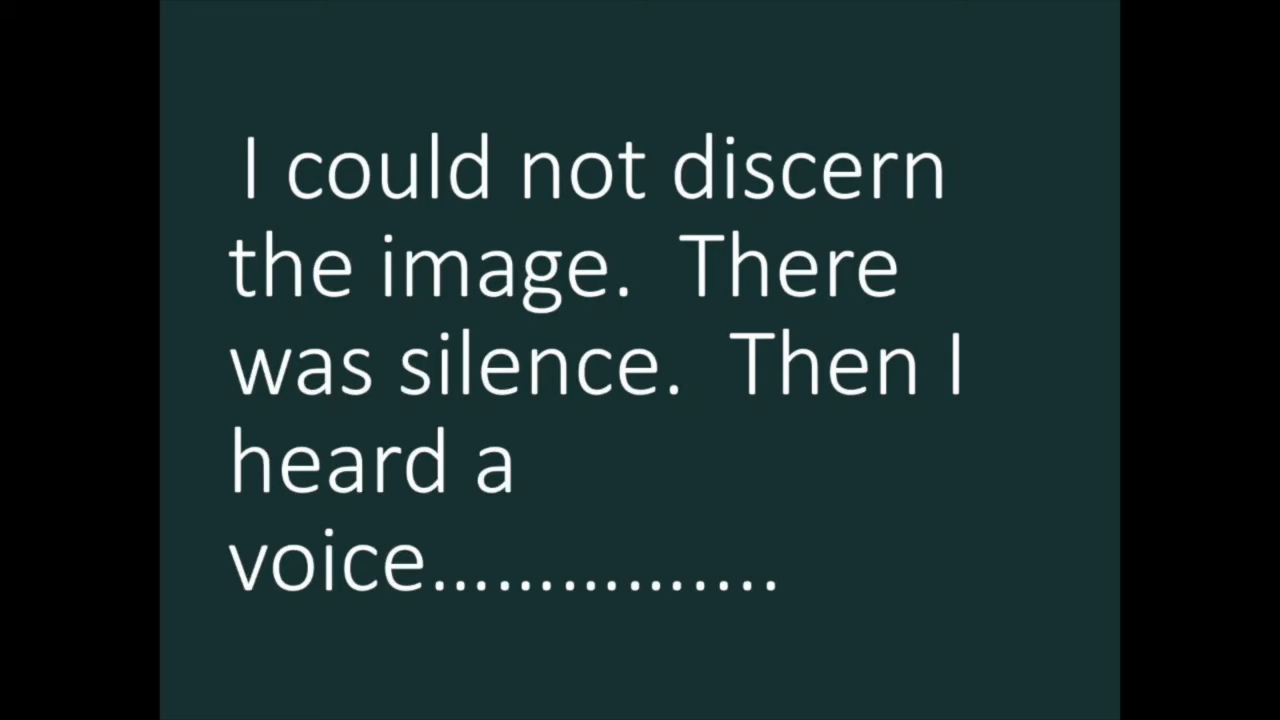 I could not discern
the image.  There
was silence.  Then I
heard a
voice…………….